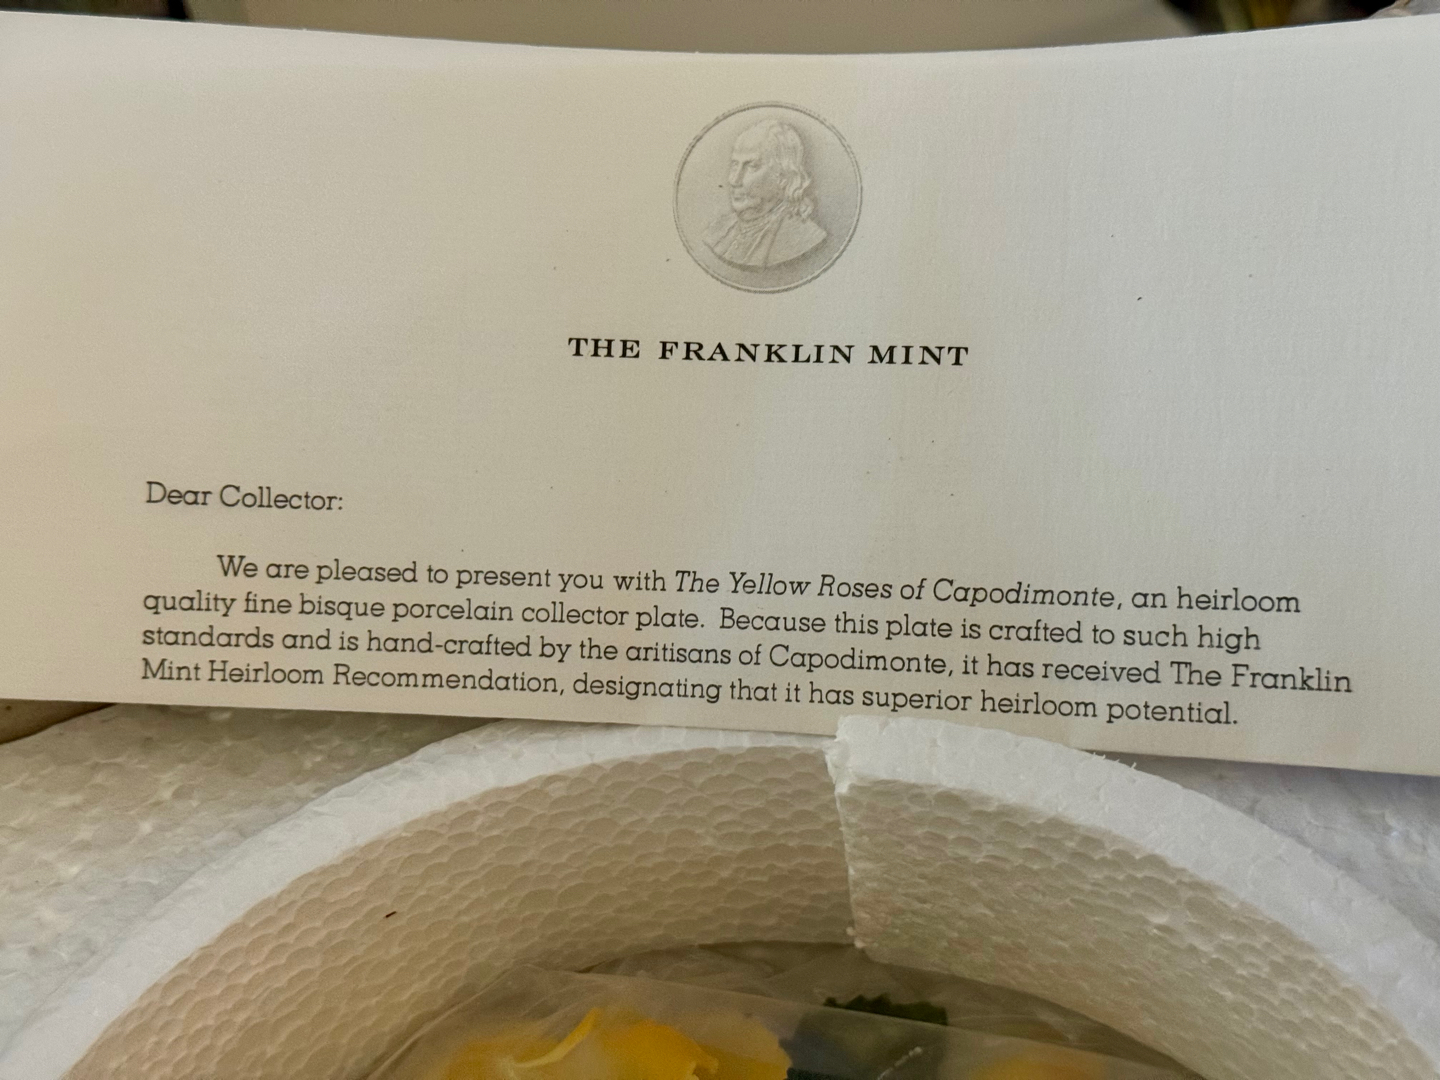 THE FRANKLIN MINT
Dear Collector:
We are pleased to present you with The Yellow Roses of Capodimonte, an heirloom
quality fine bisque porcelain collector plate. Because this plate is crafted to such high
standards and is hand-crafted by the aritisans of Capodimonte, it has received The Franklin
Mint Heirloom Recommendation, designating that it has superior heirloom potential.